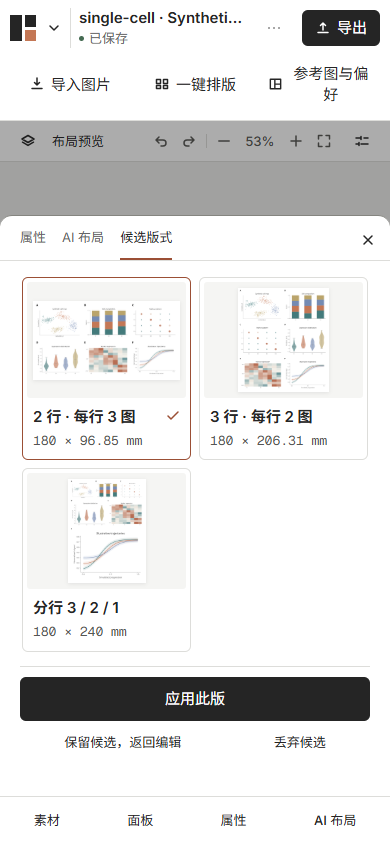 single-cell · Syntheti...
已保存
导出
导入图片
一键排版
参考图与偏
好
布局预览
53%
属性
AI 布局
候选版式
2 行 · 每行 3 图
180 × 96.85 mm
3 行 · 每行 2 图
180 × 206.31 mm
分行 3 / 2 / 1
180 × 240 mm
应用此版
保留候选，返回编辑
丢弃候选
素材
面板
属性
AI 布局